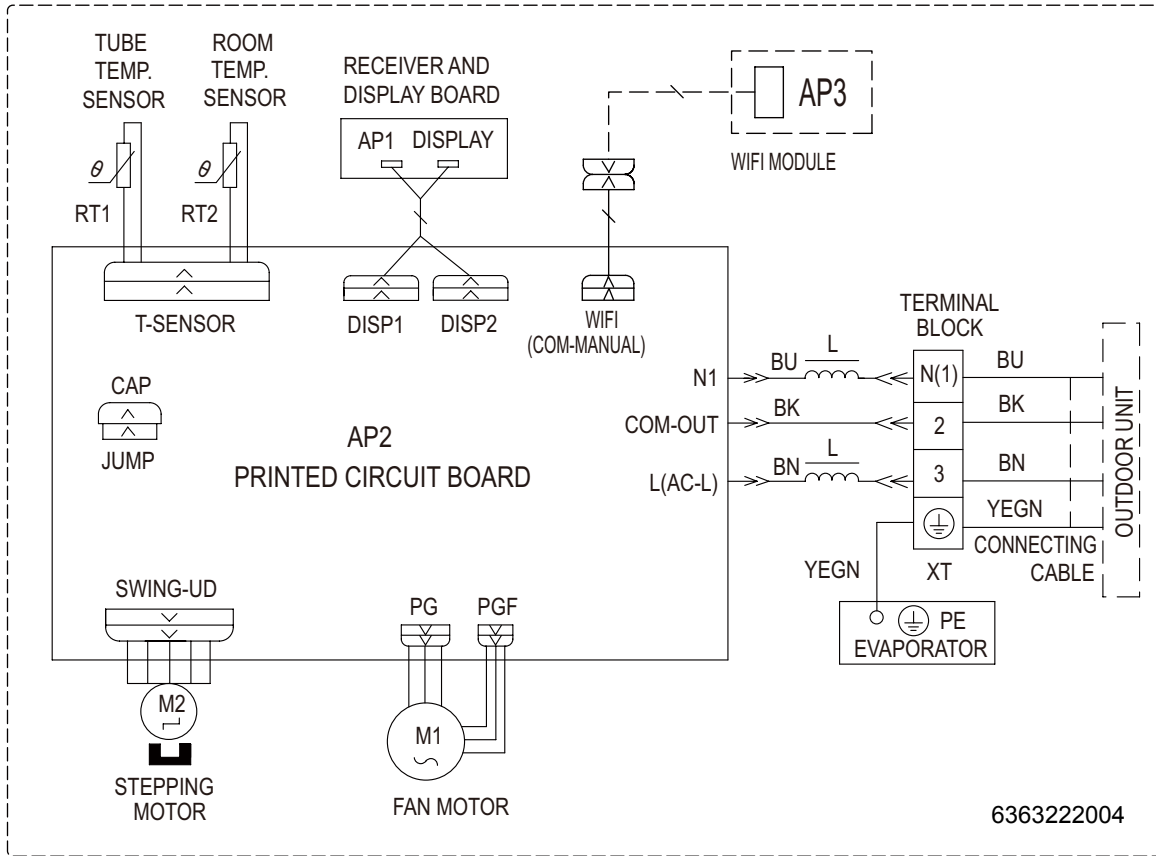 TUBE
TEMP.
SENSOR
ROOM
TEMP.
SENSOR
RECEIVER AND
DISPLAY BOARD
AP1 DISPLAY
AP3
WIFI MODULE
θ
RT1
θ
RT2
T-SENSOR
DISP1
DISP2
WIFI
(COM-MANUAL)
CAP
JUMP
AP2
PRINTED CIRCUIT BOARD
N1
COM-OUT
L(AC-L)
BU
L
BK
BN
L
TERMINAL
BLOCK
N(1)
2
3
XT
BU
BK
BN
YEGN
CONNECTING
CABLE
OUTDOOR UNIT
YEGN
PE
EVAPORATOR
SWING-UD
M2
STEPPING
MOTOR
PG
PGF
M1
FAN MOTOR
6363222004